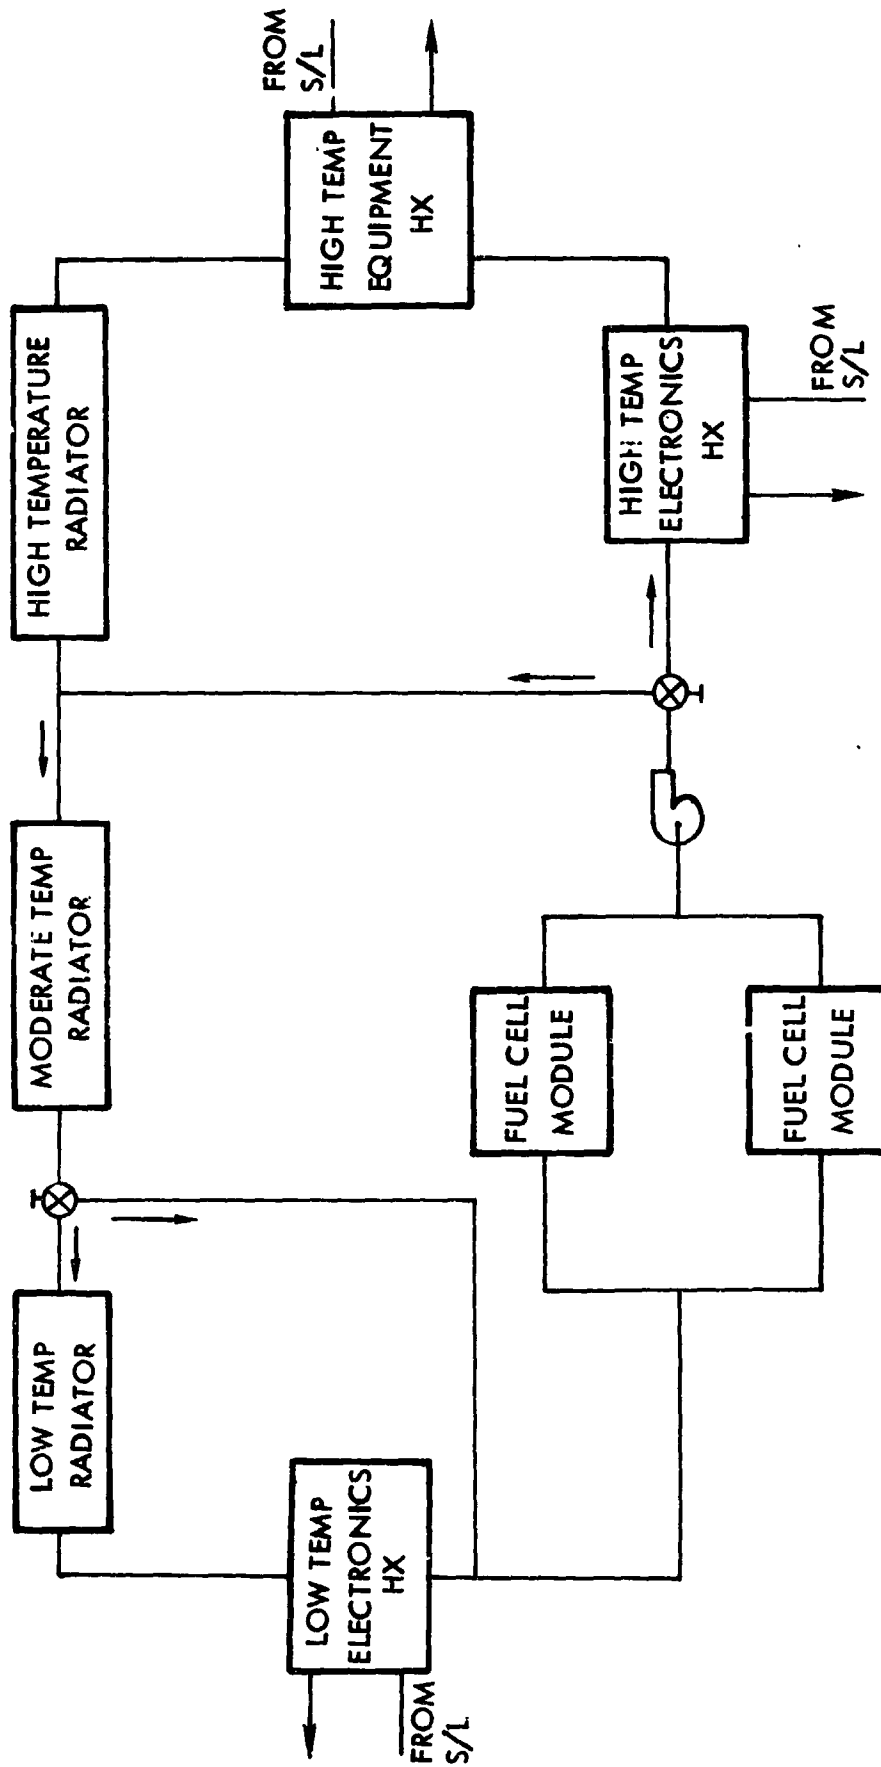 LOW TEMP
RADIATOR
MODERATE TEMP
RADIATOR
HIGH TEMPERATURE
RADIATOR
LOW TEMP
ELECTRONICS
HX
FROM
S/L
HIGH TEMP
EQUIPMENT
HX
FROM
S/L
FUEL CELL
MODULE
FUEL CELL
MODULE
HIGH TEMP
ELECTRONICS
HX
FROM
S/L